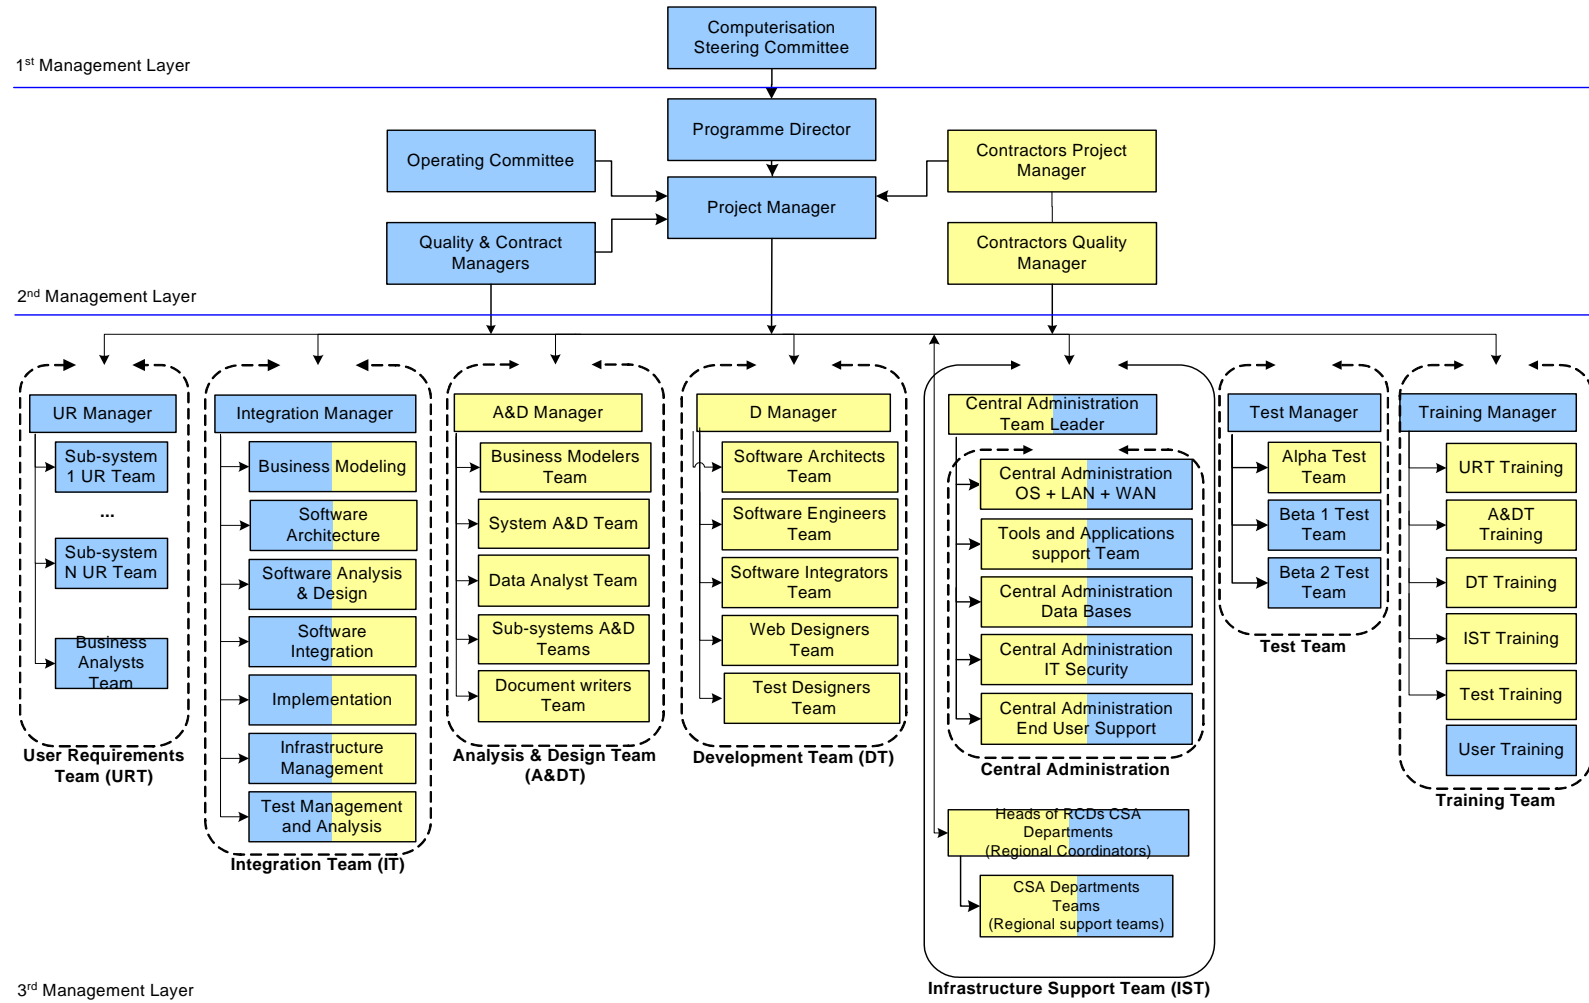 Computerisation
Steering Committee
1st Management Layer
Programme Director
Operating Committee
Contractors Project
Manager
Project Manager
Quality & Contract
Managers
Contractors Quality
Manager
2nd Management Layer
UR Manager
Sub-system
1 UR Team
...
Sub-system
N UR Team
Business
Analysts
Team
User Requirements
Team (URT)
Integration Manager
Business Modeling
Software
Architecture
Software Analysis
& Design
Software
Integration
Implementation
Infrastructure
Management
Test Management
and Analysis
Integration Team (IT)
A&D Manager
Business Modelers
Team
System A&D Team
Data Analyst Team
Sub-systems A&D
Teams
Document writers
Team
Analysis & Design Team
(A&DT)
D Manager
Software Architects
Team
Software Engineers
Team
Software Integrators
Team
Web Designers
Team
Test Designers
Team
Development Team (DT)
Central Administration
Team Leader
Central Administration
OS + LAN + WAN
Tools and Applications
support Team
Central Administration
Data Bases
Central Administration
IT Security
Central Administration
End User Support
Central Administration
Heads of RCDs CSA
Departments
(Regional Coordinators)
CSA Departments
Teams
(Regional support teams)
Infrastructure Support Team (IST)
Test Manager
Alpha Test
Team
Beta 1 Test
Team
Beta 2 Test
Team
Test Team
Training Manager
URT Training
A&DT
Training
DT Training
IST Training
Test Training
User Training
Training Team
3rd Management Layer